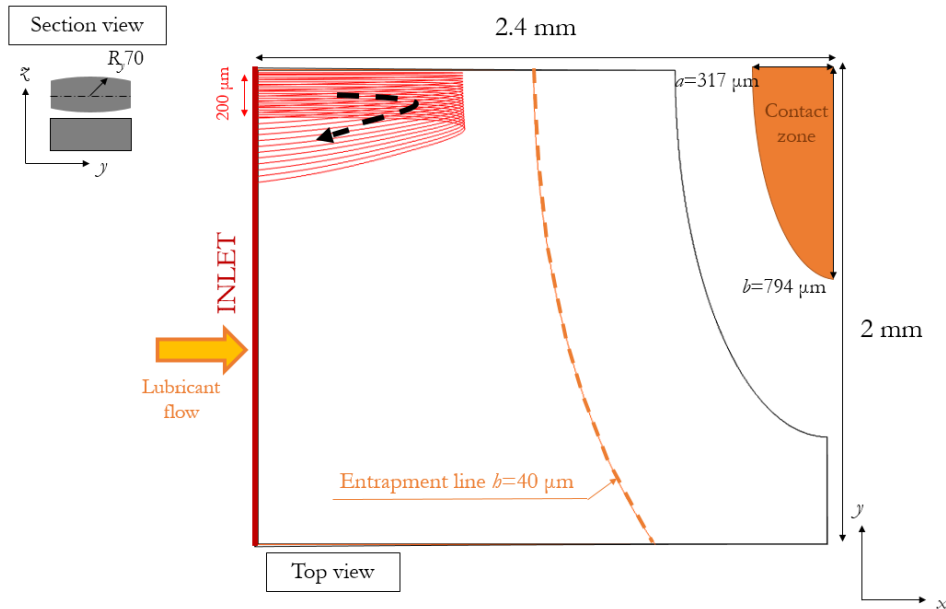 Section view
R_y70
z
y
2.4 mm
200 µm
a=317 µm
Contact
zone
INLET
b=794 µm
2 mm
Lubricant
flow
Entrapment line h=40 µm
Top view
y
x